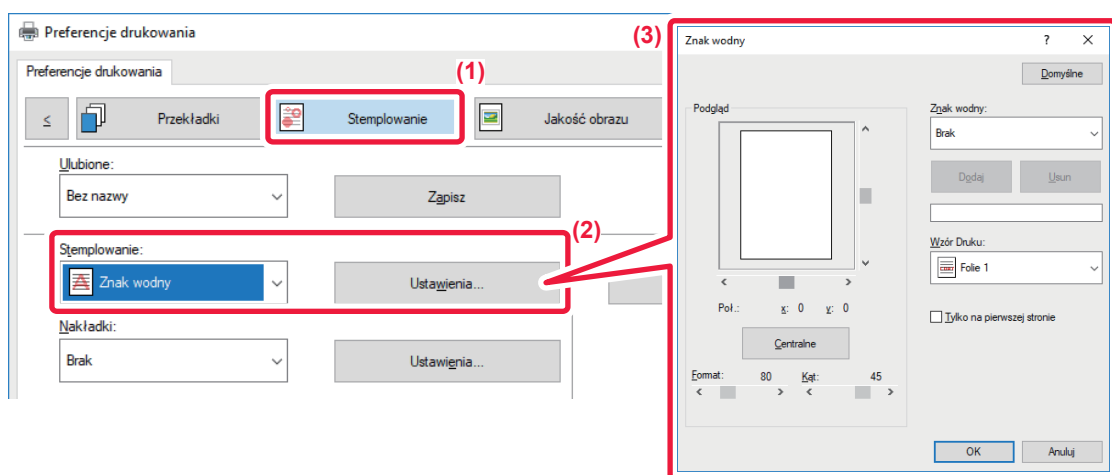 Preferencje drukowania
Preferencje drukowania
(1)
< Przekładki Stemplowanie Jakość obrazu
Ulubione:
Bez nazwy Zapisz
(2)
Stemplowanie:
Znak wodny Ustawienia...
Nakładki:
Brak Ustawienia...
(3)
Znak wodny ? X
Domyślne
Podgląd
Znak wodny:
Brak
Dodaj Usun
Wzór Druku:
Folie 1
Poł.: x: 0 y: 0
Tylko na pierwszej stronie
Centralne
Format: 80 Kąt: 45
OK Anuluj